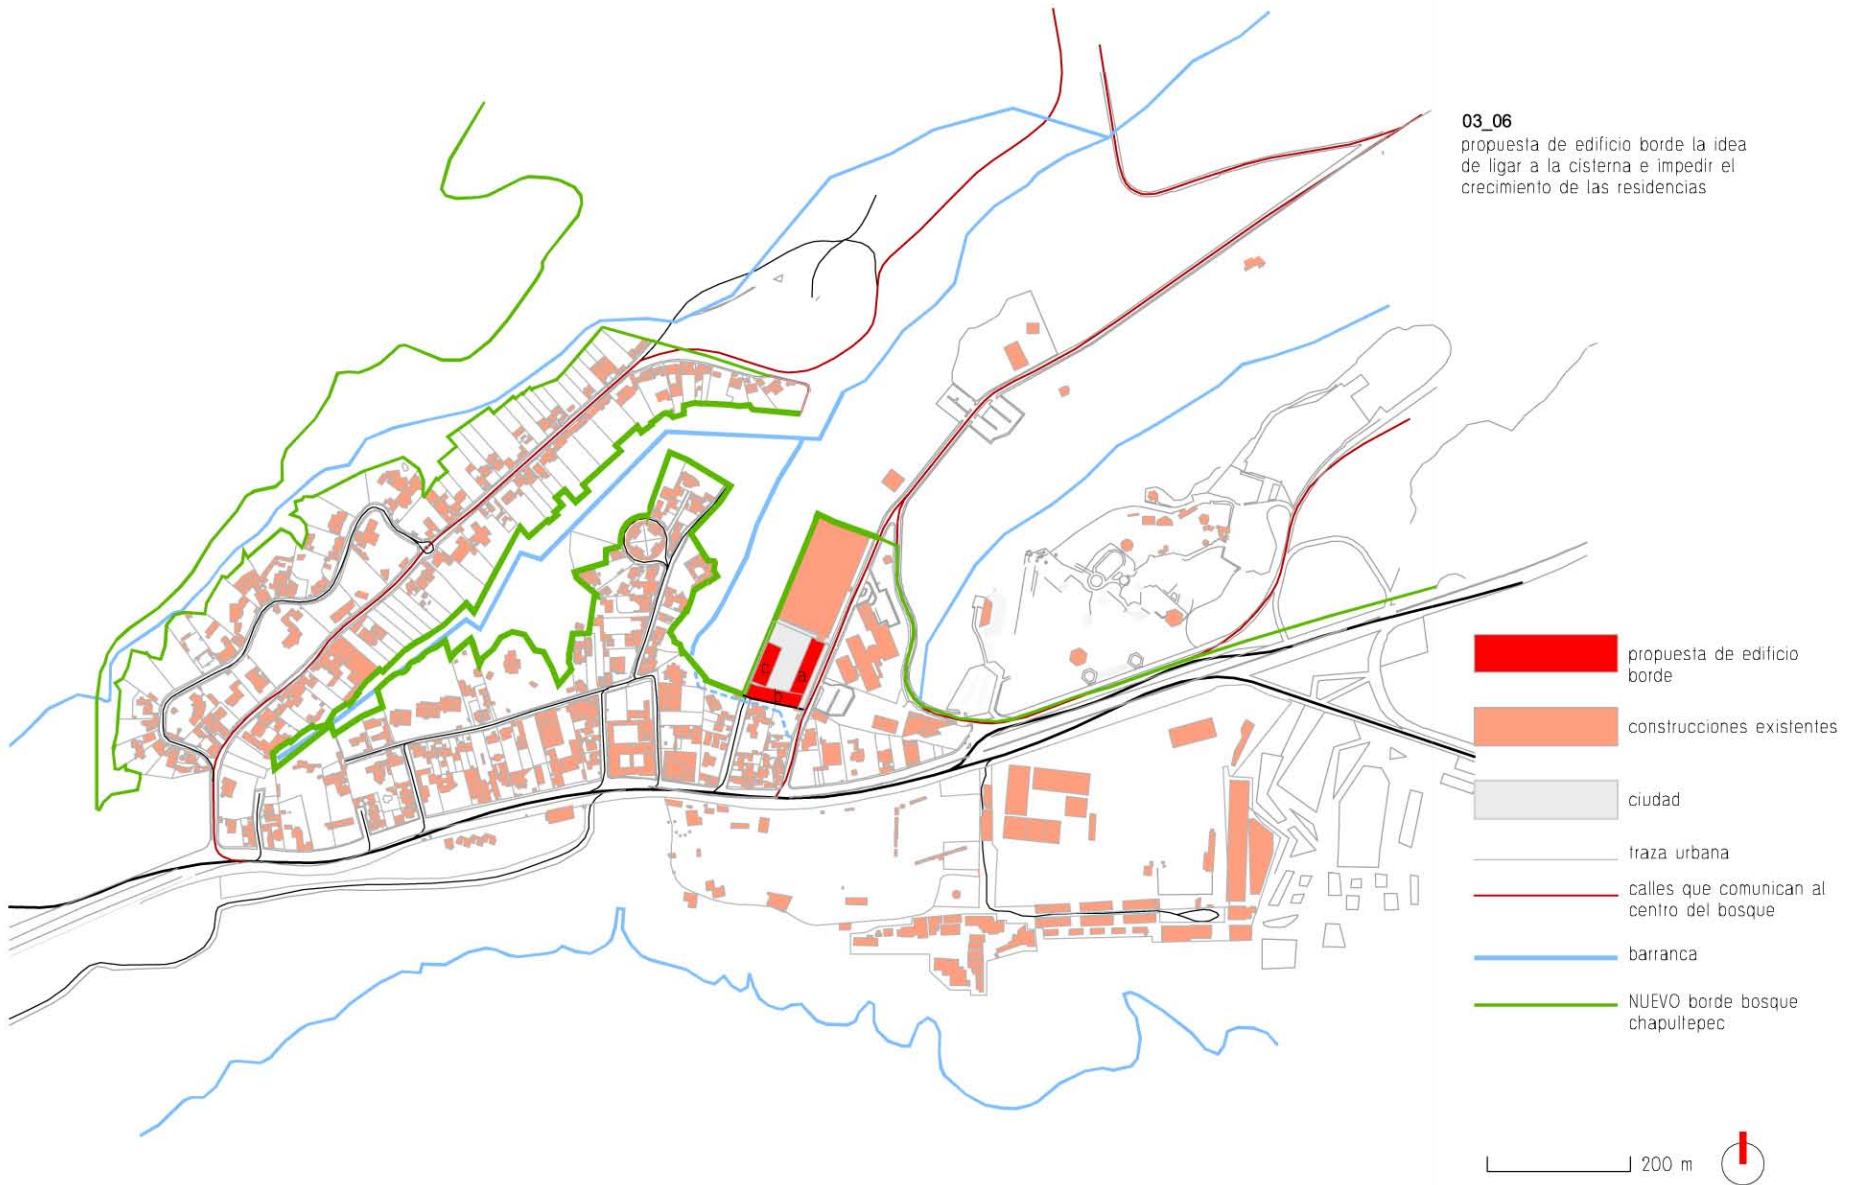 03_06
propuesta de edificio borde la idea
de ligar a la cisterna e impedir el
crecimiento de las residencias
c
a
b
propuesta de edificio
borde
construcciones existentes
ciudad
traza urbana
calles que comunican al
centro del bosque
barranca
NUEVO borde bosque
chapultepec
200 m